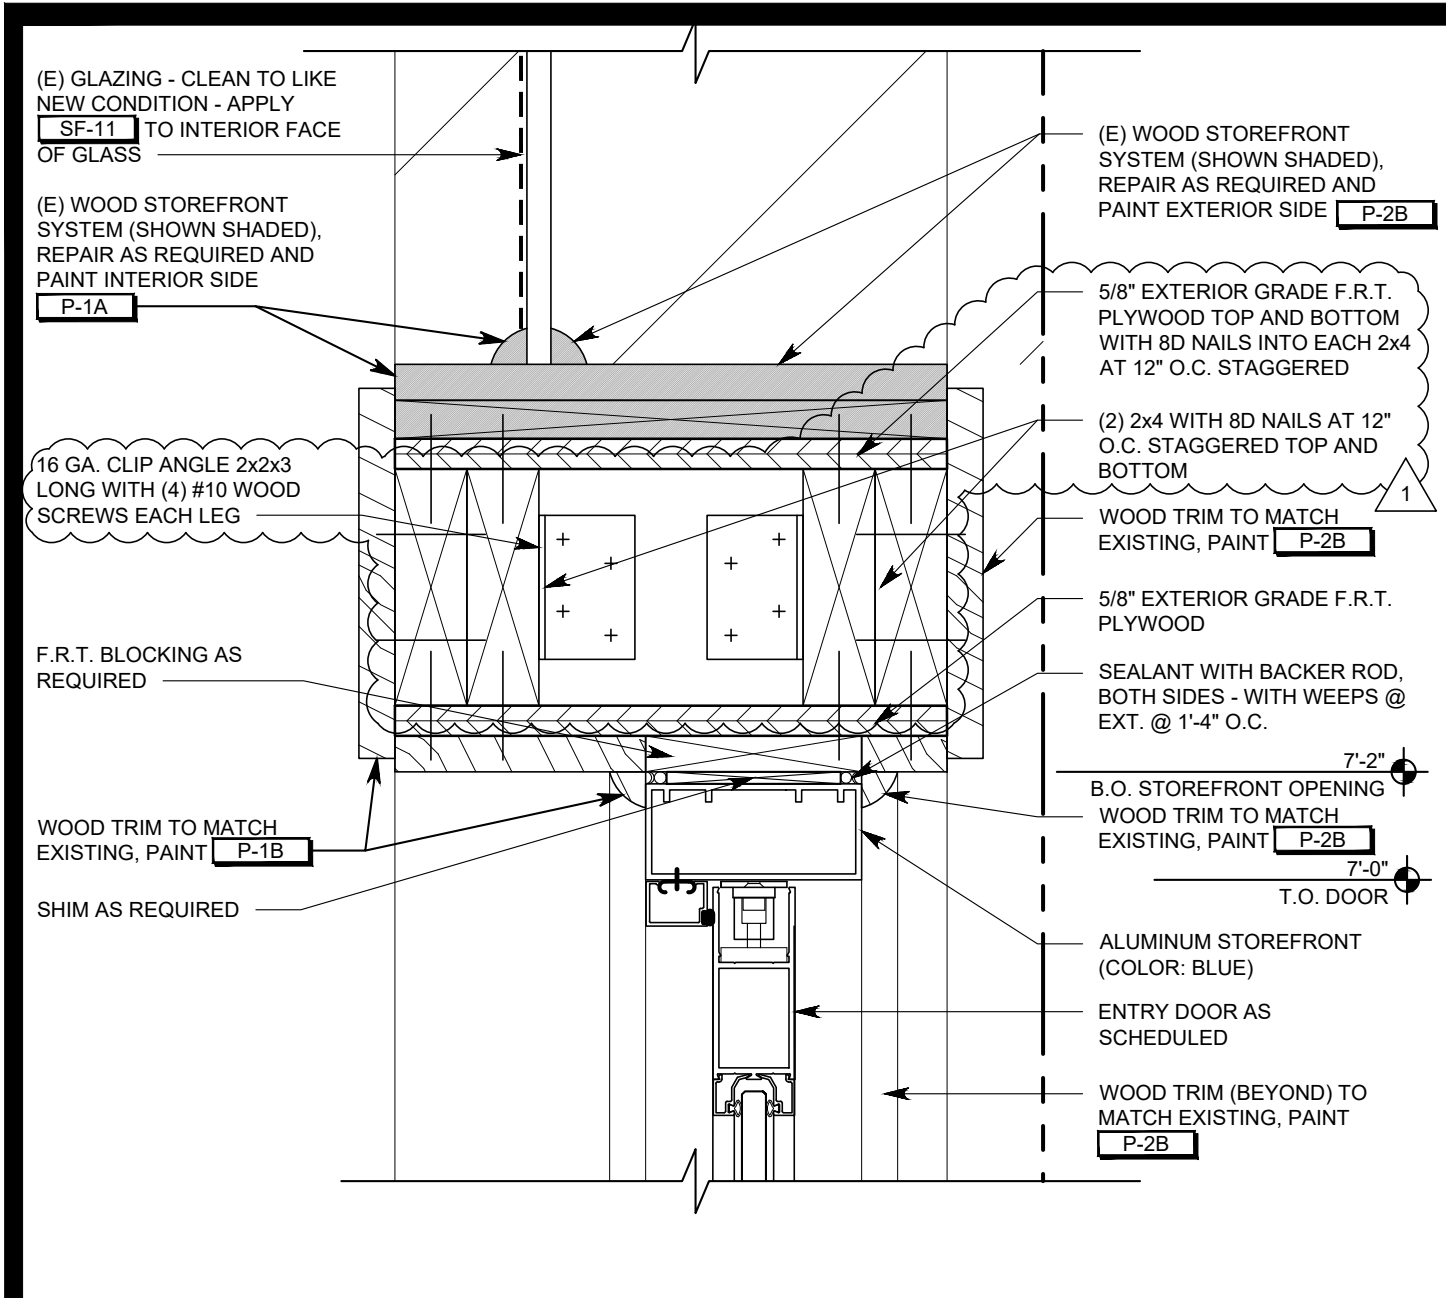 (E) GLAZING - CLEAN TO LIKE
NEW CONDITION - APPLY
SF-11 TO INTERIOR FACE
OF GLASS
(E) WOOD STOREFRONT
SYSTEM (SHOWN SHADED),
REPAIR AS REQUIRED AND
PAINT INTERIOR SIDE
P-1A
16 GA. CLIP ANGLE 2x2x3
LONG WITH (4) #10 WOOD
SCREWS EACH LEG
F.R.T. BLOCKING AS
REQUIRED
WOOD TRIM TO MATCH
EXISTING, PAINT P-1B
SHIM AS REQUIRED
(E) WOOD STOREFRONT
SYSTEM (SHOWN SHADED),
REPAIR AS REQUIRED AND
PAINT EXTERIOR SIDE P-2B
5/8" EXTERIOR GRADE F.R.T.
PLYWOOD TOP AND BOTTOM
WITH 8D NAILS INTO EACH 2x4
AT 12" O.C. STAGGERED
(2) 2x4 WITH 8D NAILS AT 12"
O.C. STAGGERED TOP AND
BOTTOM
1
WOOD TRIM TO MATCH
EXISTING, PAINT P-2B
5/8" EXTERIOR GRADE F.R.T.
PLYWOOD
SEALANT WITH BACKER ROD,
BOTH SIDES - WITH WEEPS @
EXT. @ 1'-4" O.C.
7'-2"
B.O. STOREFRONT OPENING
WOOD TRIM TO MATCH
EXISTING, PAINT P-2B
7'-0"
T.O. DOOR
ALUMINUM STOREFRONT
(COLOR: BLUE)
ENTRY DOOR AS
SCHEDULED
WOOD TRIM (BEYOND) TO
MATCH EXISTING, PAINT
P-2B